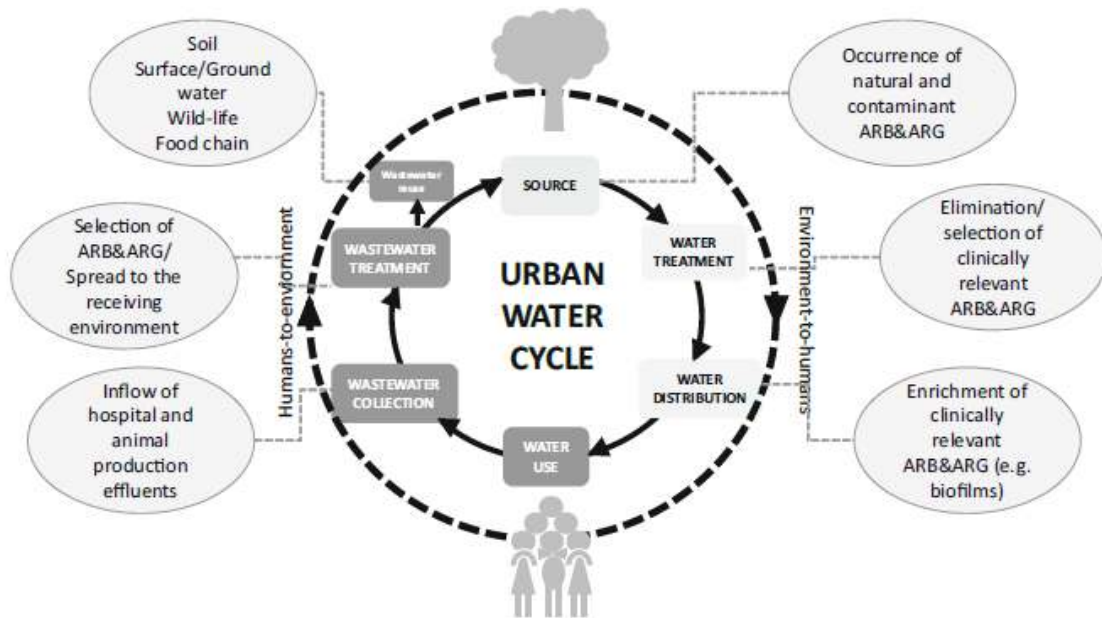 Soil
Surface/Ground
water
Wild-life
Food chain
Occurrence of
natural and
contaminant
ARB&ARG
Wastewater
reuse
SOURCE
Selection of
ARB&ARG/
Spread to the
receiving
environment
Humans-to-enviornment
WASTEWATER
TREATMENT
URBAN
WATER
CYCLE
WATER
TREATMENT
Environment-to-humans
Elimination/
selection of
clinically
relevant
ARB&ARG
Inflow of
hospital and
animal
production
effluents
WASTEWATER
COLLECTION
WATER
USE
WATER
DISTRIBUTION
Enrichment of
clinically
relevant
ARB&ARG (e.g.
biofilms)